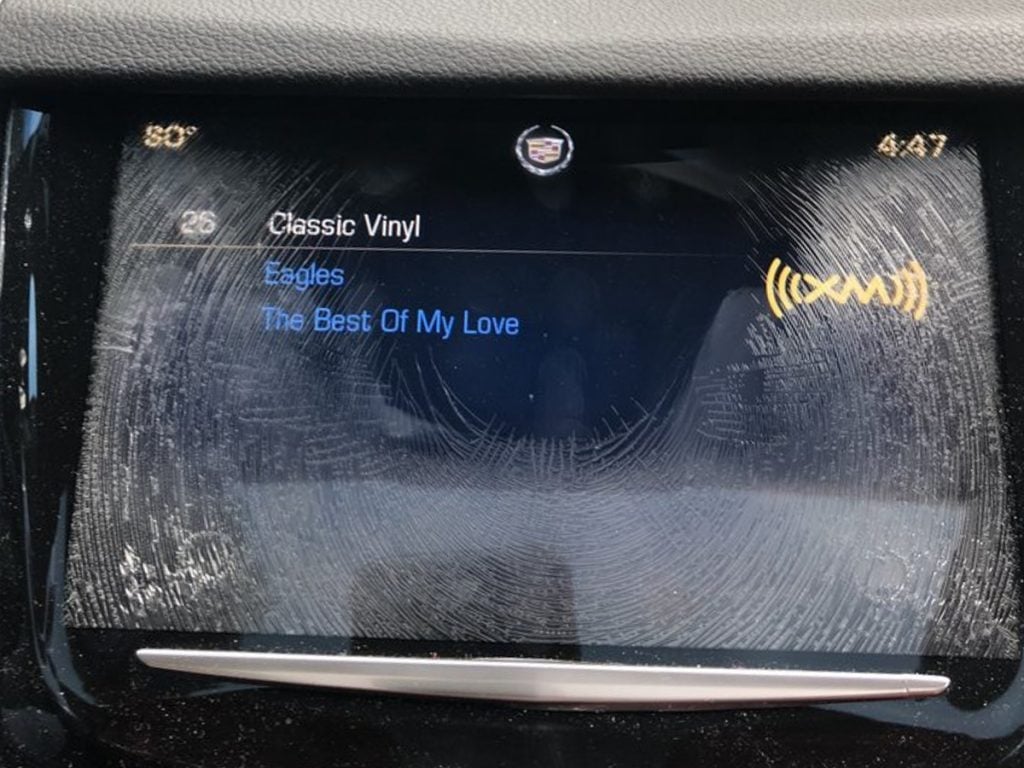 80° 4:47
26 Classic Vinyl
Eagles
XM
The Best Of My Love